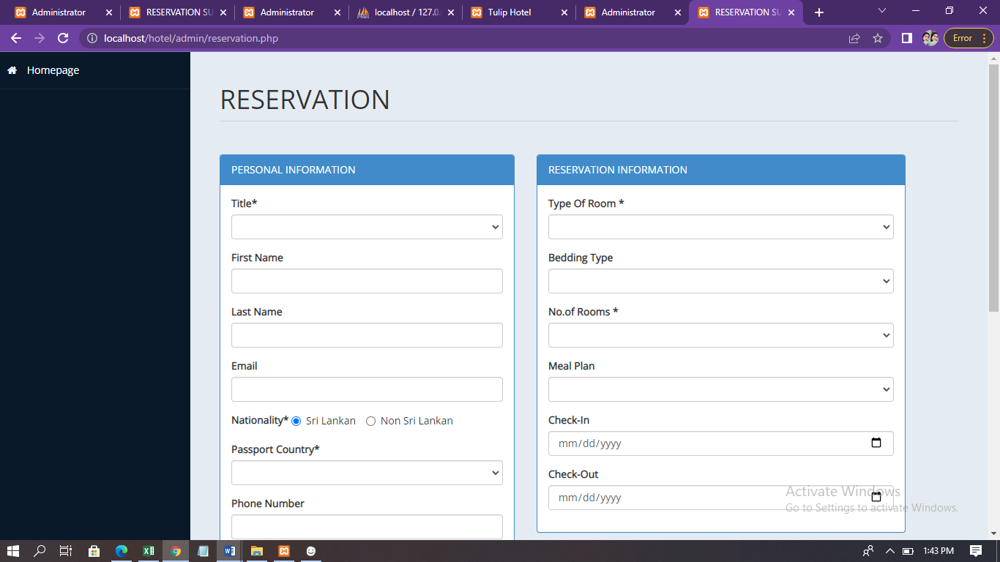 Administrator
RESERVATION SU
Administrator
localhost / 127.0.
Tulip Hotel
Administrator
RESERVATION SU
localhost/hotel/admin/reservation.php
Error
Homepage
RESERVATION
PERSONAL INFORMATION
Title*
First Name
Last Name
Email
Nationality* Sri Lankan Non Sri Lankan
Passport Country*
Phone Number
RESERVATION INFORMATION
Type Of Room *
Bedding Type
No.of Rooms *
Meal Plan
Check-In
mm/dd/yyyy
Check-Out
mm/dd/yyyy
Activate Windows
Go to Settings to activate Windows.
1:43 PM